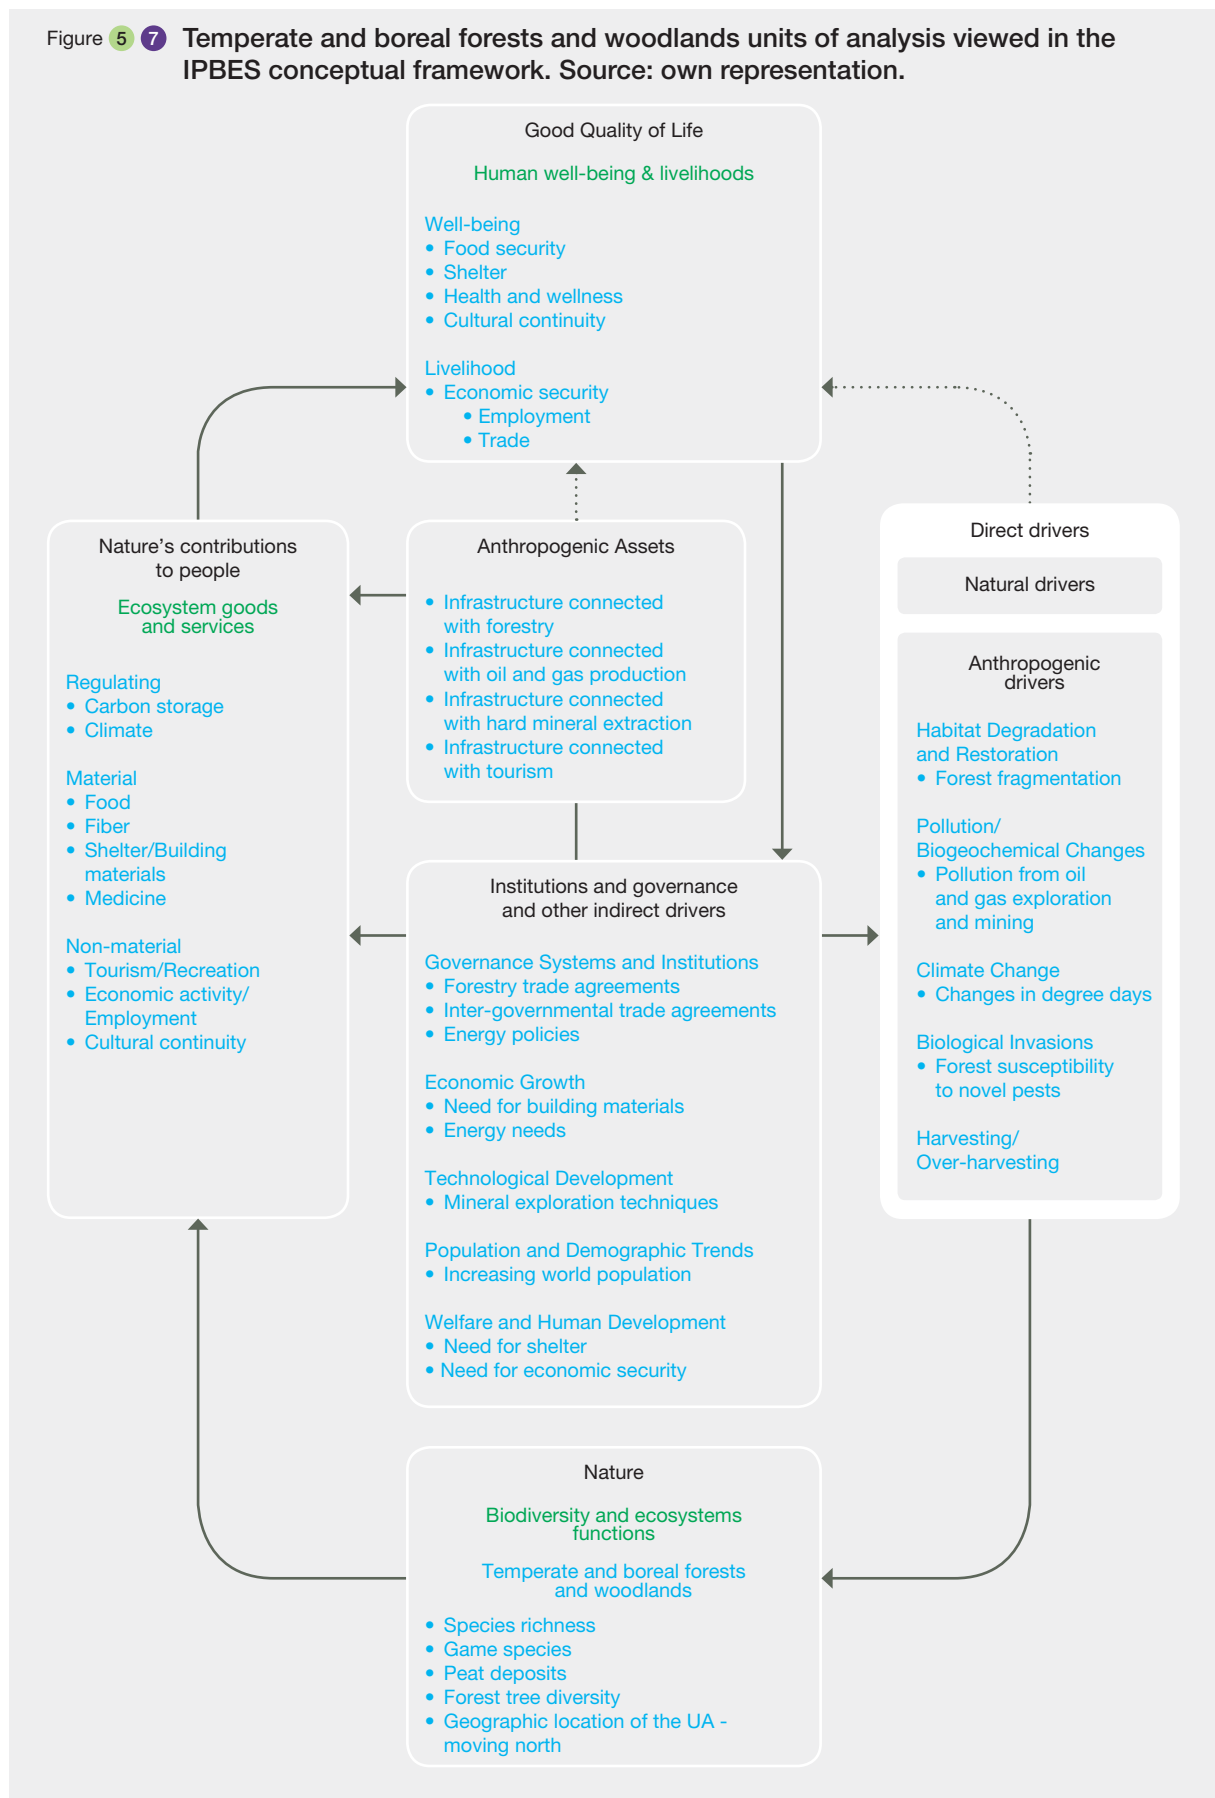 Figure 5 7 Temperate and boreal forests and woodlands units of analysis viewed in the
IPBES conceptual framework. Source: own representation.
Good Quality of Life
Human well-being & livelihoods
Well-being
• Food security
• Shelter
• Health and wellness
• Cultural continuity
Livelihood
• Economic security
• Employment
• Trade
Nature's contributions
to people
Ecosystem goods
and services
Regulating
• Carbon storage
• Climate
Material
• Food
• Fiber
• Shelter/Building
materials
• Medicine
Non-material
• Tourism/Recreation
• Economic activity/
Employment
• Cultural continuity
Anthropogenic Assets
• Infrastructure connected
with forestry
• Infrastructure connected
with oil and gas production
• Infrastructure connected
with hard mineral extraction
• Infrastructure connected
with tourism
Institutions and governance
and other indirect drivers
Governance Systems and Institutions
• Forestry trade agreements
• Inter-governmental trade agreements
• Energy policies
Economic Growth
• Need for building materials
• Energy needs
Technological Development
• Mineral exploration techniques
Population and Demographic Trends
• Increasing world population
Welfare and Human Development
• Need for shelter
• Need for economic security
Direct drivers
Natural drivers
Anthropogenic
drivers
Habitat Degradation
and Restoration
• Forest fragmentation
Pollution/
Biogeochemical Changes
• Pollution from oil
and gas exploration
and mining
Climate Change
• Changes in degree days
Biological Invasions
• Forest susceptibility
to novel pests
Harvesting/
Over-harvesting
Nature
Biodiversity and ecosystems
functions
Temperate and boreal forests
and woodlands
• Species richness
• Game species
• Peat deposits
• Forest tree diversity
• Geographic location of the UA -
moving north